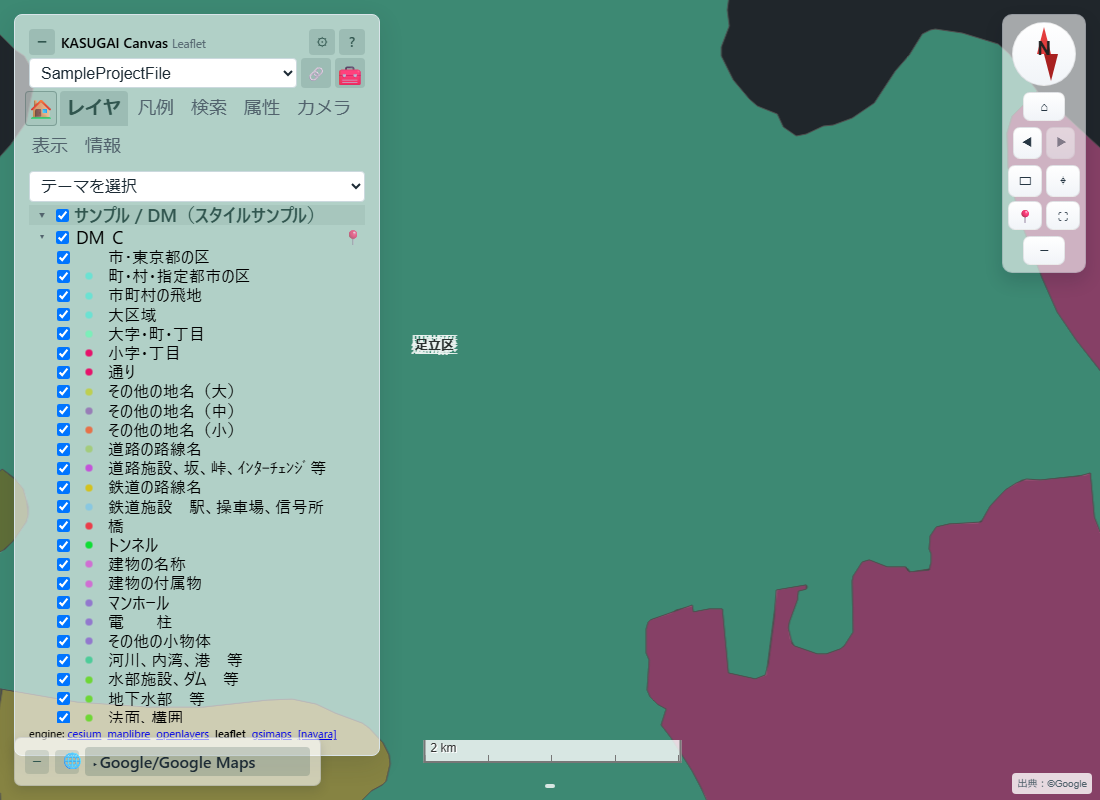 − KASUGAI Canvas Leaflet ⚙ ?
SampleProjectFile
レイヤ 凡例 検索 属性 カメラ
表示 情報
テーマを選択
サンプル / DM（スタイルサンプル）
DM C
市・東京都の区
町・村・指定都市の区
市町村の飛地
大区域
大字・町・丁目
小字・丁目
通り
その他の地名（大）
その他の地名（中）
その他の地名（小）
道路の路線名
道路施設、坂、峠、ｲﾝﾀｰﾁｪﾝｼﾞ等
鉄道の路線名
鉄道施設　駅、操車場、信号所
橋
トンネル
建物の名称
建物の付属物
マンホール
電　　柱
その他の小物体
河川、内湾、港　等
水部施設、ダム　等
地下水部　等
法面、構囲
engine: cesium maplibre openlayers leaflet gsimaps [navara]
− Google/Google Maps
足立区
2 km
N
出典：©Google